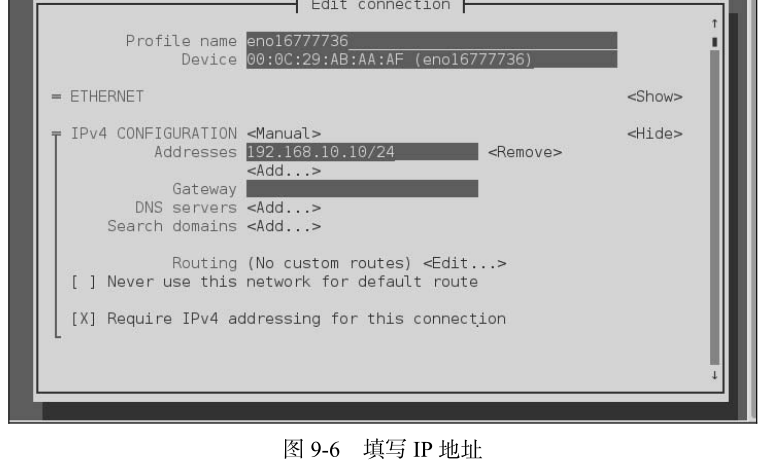 Edit connection
Profile name eno16777736
Device 00:0C:29:AB:AA:AF (eno16777736)
= ETHERNET <Show>
IPv4 CONFIGURATION <Manual> <Hide>
Addresses 192.168.10.10/24 <Remove>
<Add...>
Gateway
DNS servers <Add...>
Search domains <Add...>
Routing (No custom routes) <Edit...>
[ ] Never use this network for default route
[X] Require IPv4 addressing for this connection
图 9-6 填写 IP 地址